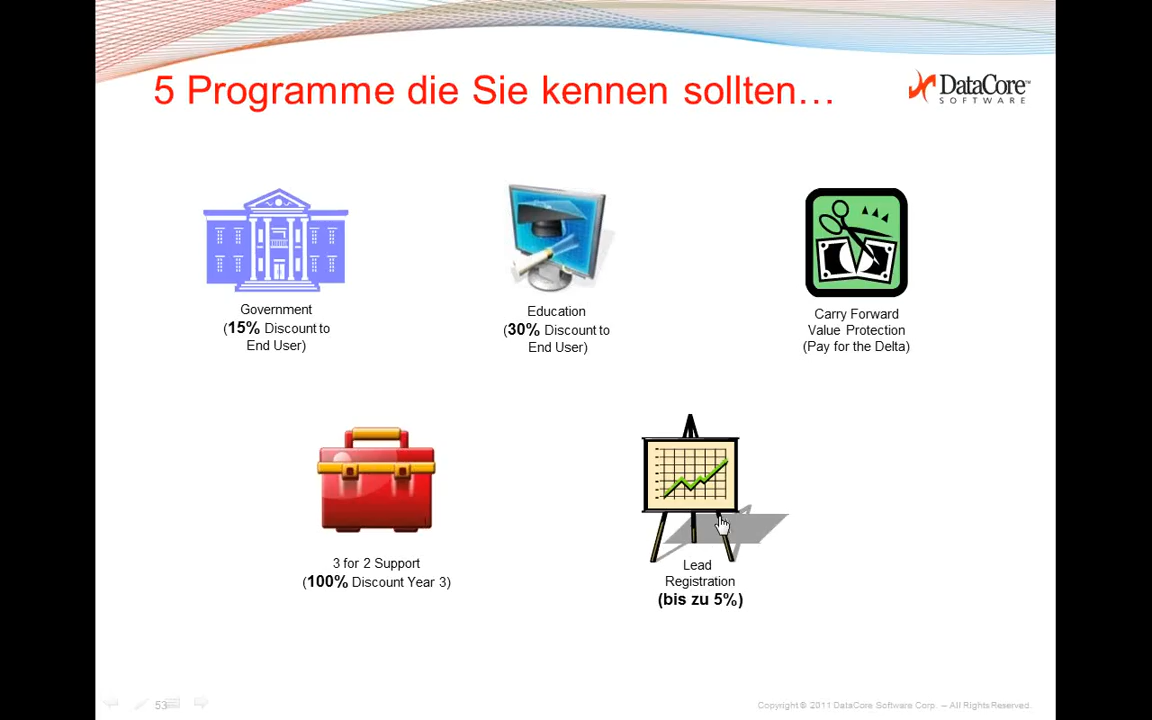 5 Programme die Sie kennen sollten…
DataCore™
SOFTWARE
Government
(15% Discount to
End User)
Education
(30% Discount to
End User)
Carry Forward
Value Protection
(Pay for the Delta)
3 for 2 Support
(100% Discount Year 3)
Lead
Registration
(bis zu 5%)
53
Copyright © 2011 DataCore Software Corp. – All Rights Reserved.